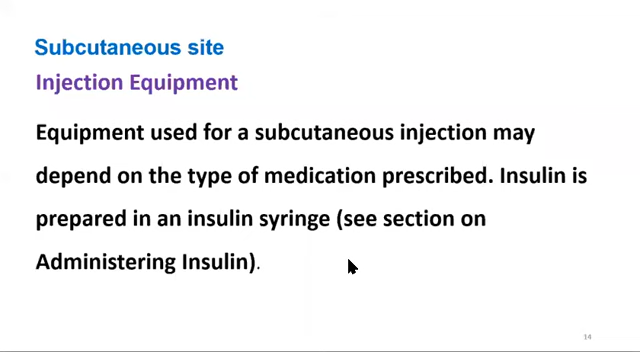 Subcutaneous site
Injection Equipment
Equipment used for a subcutaneous injection may
depend on the type of medication prescribed. Insulin is
prepared in an insulin syringe (see section on
Administering Insulin).
14